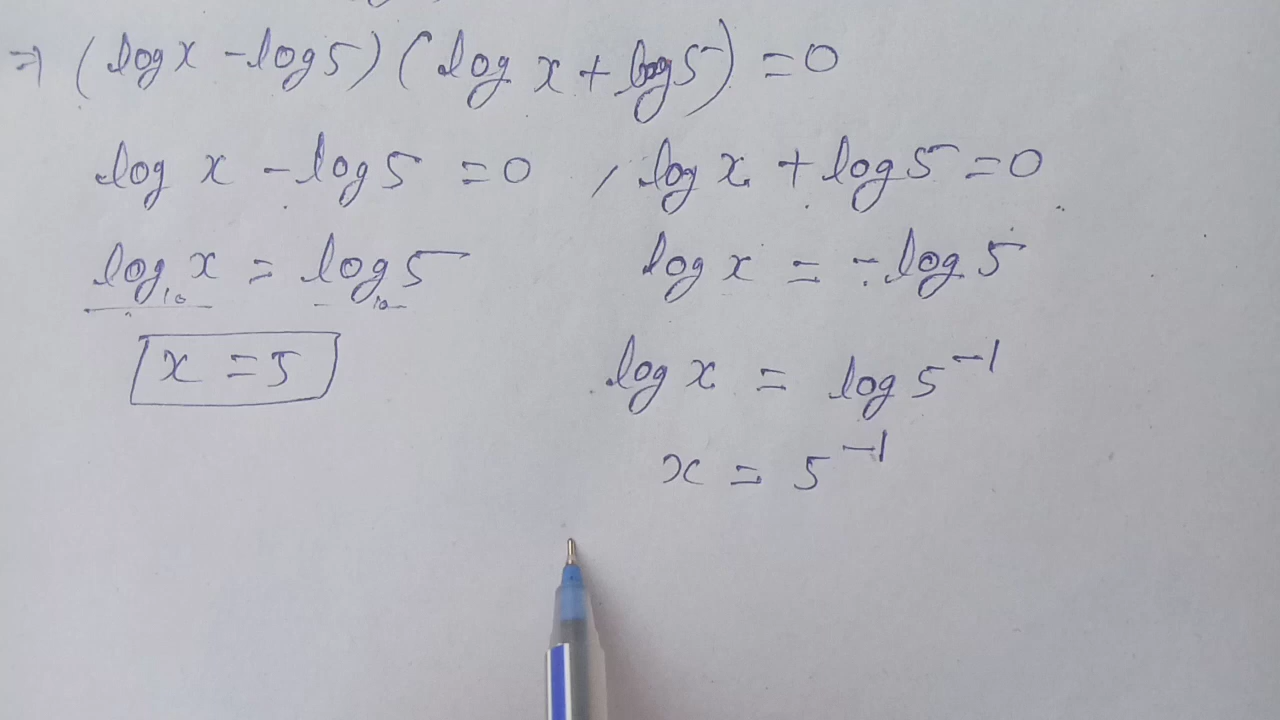 ⇒ (log x - log 5) (log x + log 5) = 0
log x - log 5 = 0 , log x + log 5 = 0
log₁₀ x = log₁₀ 5 log x = - log 5
x = 5 log x = log 5⁻¹
x = 5⁻¹